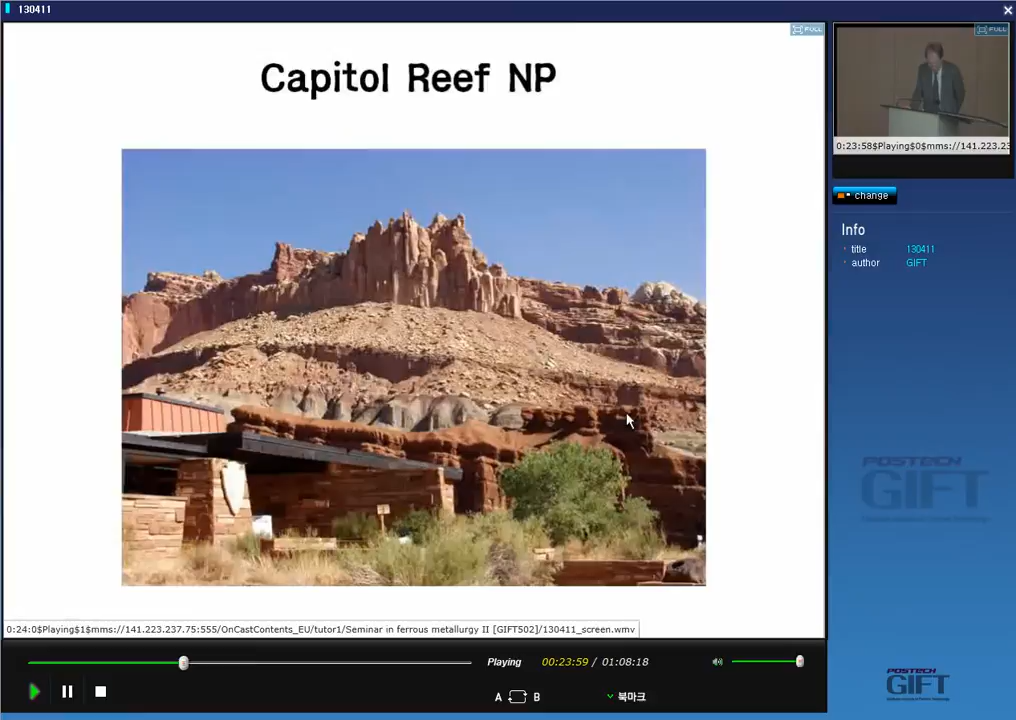 130411
FULL
Capitol Reef NP
FULL
0:23:58$Playing$0$mms://141.223.23
change
Info
title 130411
author GIFT
POSTECH
GIFT
0:24:0$Playing$1$mms://141.223.237.75:555/OnCastContents_EU/tutor1/Seminar in ferrous metallurgy II [GIFT502]/130411_screen.wmv
Playing 00:23:59 / 01:08:18
A B 북마크
POSTECH
GIFT